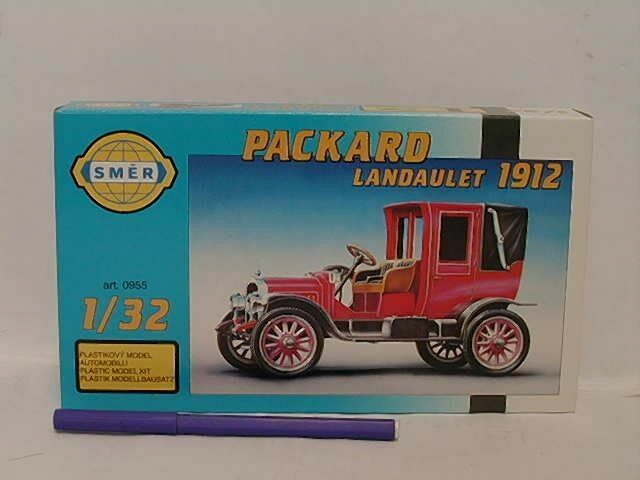 SMĚR
PACKARD
LANDAULET 1912
art. 0955
1/32
PLASTIKOVÝ MODEL
AUTOMOBILU
PLASTIC MODEL KIT
PLASTIK MODELLBAUSATZ